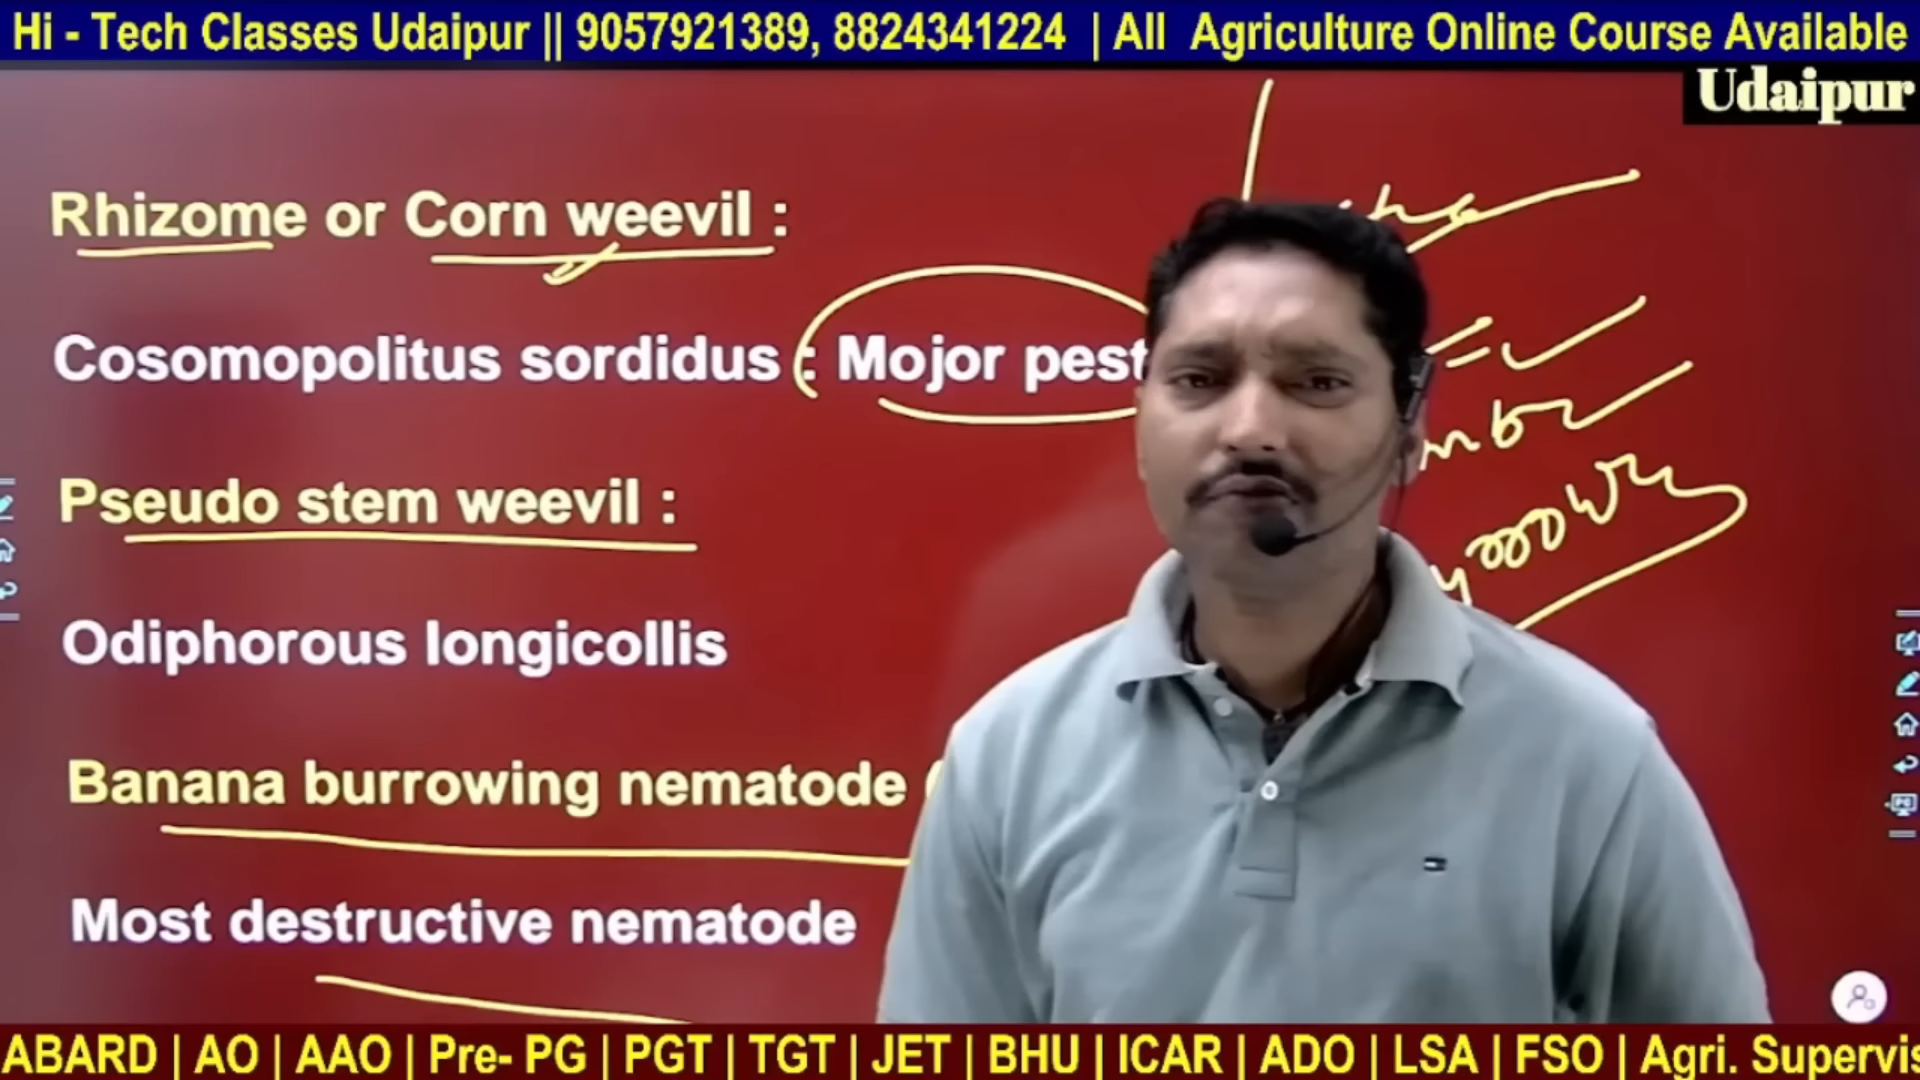 Hi - Tech Classes Udaipur || 9057921389, 8824341224 | All Agriculture Online Course Available
Udaipur
Rhizome or Corn weevil :
Cosomopolitus sordidus : Mojor pest
Pseudo stem weevil :
Odiphorous longicollis
Banana burrowing nematode (
Most destructive nematode
ABARD | AO | AAO | Pre- PG | PGT | TGT | JET | BHU | ICAR | ADO | LSA | FSO | Agri. Supervis